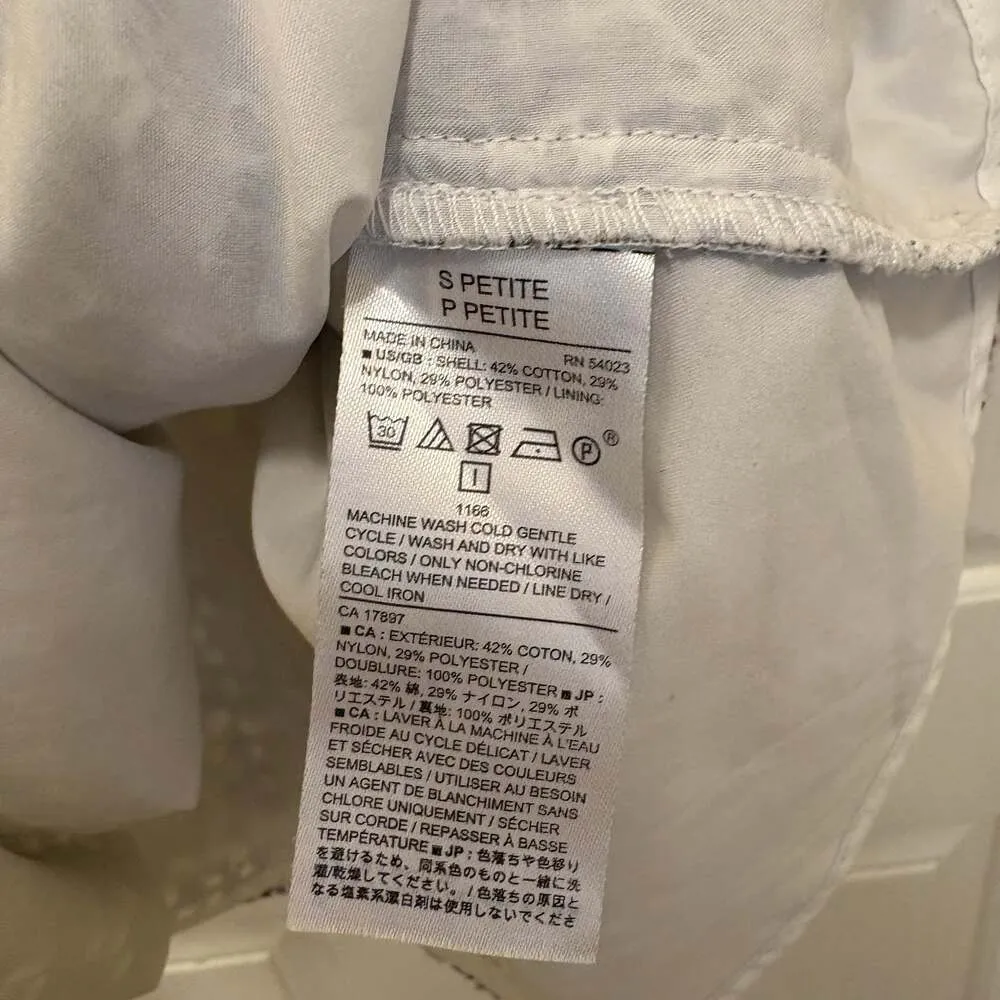 S PETITE
P PETITE
MADE IN CHINA RN 54023
■ US/GB : SHELL: 42% COTTON, 29%
NYLON, 29% POLYESTER / LINING:
100% POLYESTER
30 P ®
I
1166
MACHINE WASH COLD GENTLE
CYCLE / WASH AND DRY WITH LIKE
COLORS / ONLY NON-CHLORINE
BLEACH WHEN NEEDED / LINE DRY /
COOL IRON
CA 17897
■ CA : EXTÉRIEUR: 42% COTON, 29%
NYLON, 29% POLYESTER /
DOUBLURE: 100% POLYESTER ■ JP :
表地: 42% 綿, 29% ナイロン, 29% ポ
リエステル / 裏地: 100% ポリエステル
■ CA : LAVER À LA MACHINE À L'EAU
FROIDE AU CYCLE DÉLICAT / LAVER
ET SÉCHER AVEC DES COULEURS
SEMBLABLES / UTILISER AU BESOIN
UN AGENT DE BLANCHIMENT SANS
CHLORE UNIQUEMENT / SÉCHER
SUR CORDE / REPASSER À BASSE
TEMPÉRATURE ■ JP : 色落ちや色移り
を避けるため、同系色のものと一緒に洗
濯/乾燥してください。 / 色落ちの原因と
なる塩素系漂白剤は使用しないでくださ